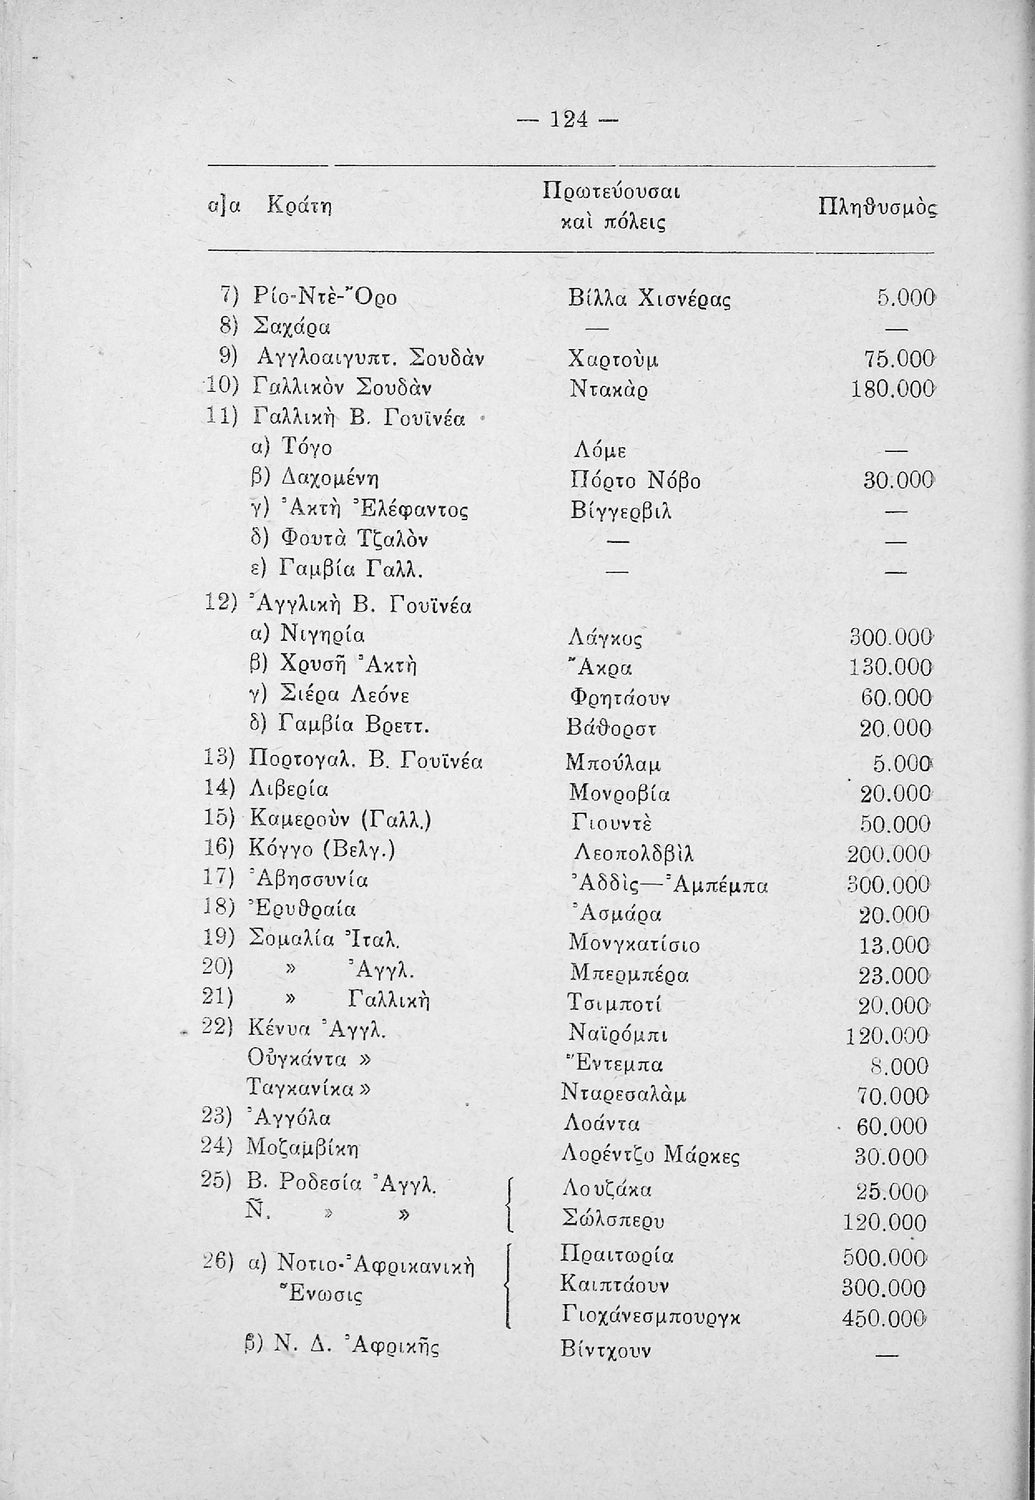 — 124 —
α]α Κράτη Πρωτεύουσαι καὶ πόλεις Πληθυσμὸς
7) Ρίο-Ντὲ-Ὄρο Βίλλα Χισνέρας 5.000
8) Σαχάρα — —
9) Αγγλοαιγυπτ. Σουδὰν Χαρτοὺμ 75.000
10) Γαλλικὸν Σουδὰν Ντακὰρ 180.000
11) Γαλλικὴ Β. Γουϊνέα
α) Τόγο Λόμε —
β) Δαχομένη Πόρτο Νόβο 30.000
γ) Ἀκτὴ Ἐλέφαντος Βίγγερβιλ —
δ) Φουτὰ Τζαλὸν — —
ε) Γαμβία Γαλλ. — —
12) Ἀγγλικὴ Β. Γουϊνέα
α) Νιγηρία Λάγκος 300.000
β) Χρυσῆ Ἀκτὴ Ἄκρα 130.000
γ) Σιέρα Λεόνε Φρητάουν 60.000
δ) Γαμβία Βρεττ. Βάθορστ 20.000
13) Πορτογαλ. Β. Γουϊνέα Μπούλαμ 5.000
14) Λιβερία Μονροβία 20.000
15) Καμεροὺν (Γαλλ.) Γιουντὲ 50.000
16) Κόγγο (Βελγ.) Λεοπολδβὶλ 200.000
17) Ἀβησσυνία Ἀδδὶς—Ἀμπέμπα 300.000
18) Ἐρυθραία Ἀσμάρα 20.000
19) Σομαλία Ἰταλ. Μονγκατίσιο 13.000
20) » Ἀγγλ. Μπερμπέρα 23.000
21) » Γαλλικὴ Τσιμποτί 20.000
22) Κένυα Ἀγγλ. Ναϊρόμπι 120.000
Οὐγκάντα » Ἔντεμπα 8.000
Ταγκανίκα » Νταρεσαλὰμ 70.000
23) Ἀγγόλα Λοάντα 60.000
24) Μοζαμβίκη Λορέντζο Μάρκες 30.000
25) Β. Ροδεσία Ἀγγλ. Λουζάκα 25.000
Ν. » » Σώλσπερυ 120.000
26) α) Νοτιο-Ἀφρικανικὴ Πραιτωρία 500.000
Ἕνωσις Καιπτάουν 300.000
Γιοχάνεσμπουργκ 450.000
β) Ν. Δ. Ἀφρικῆς Βίντχουν —